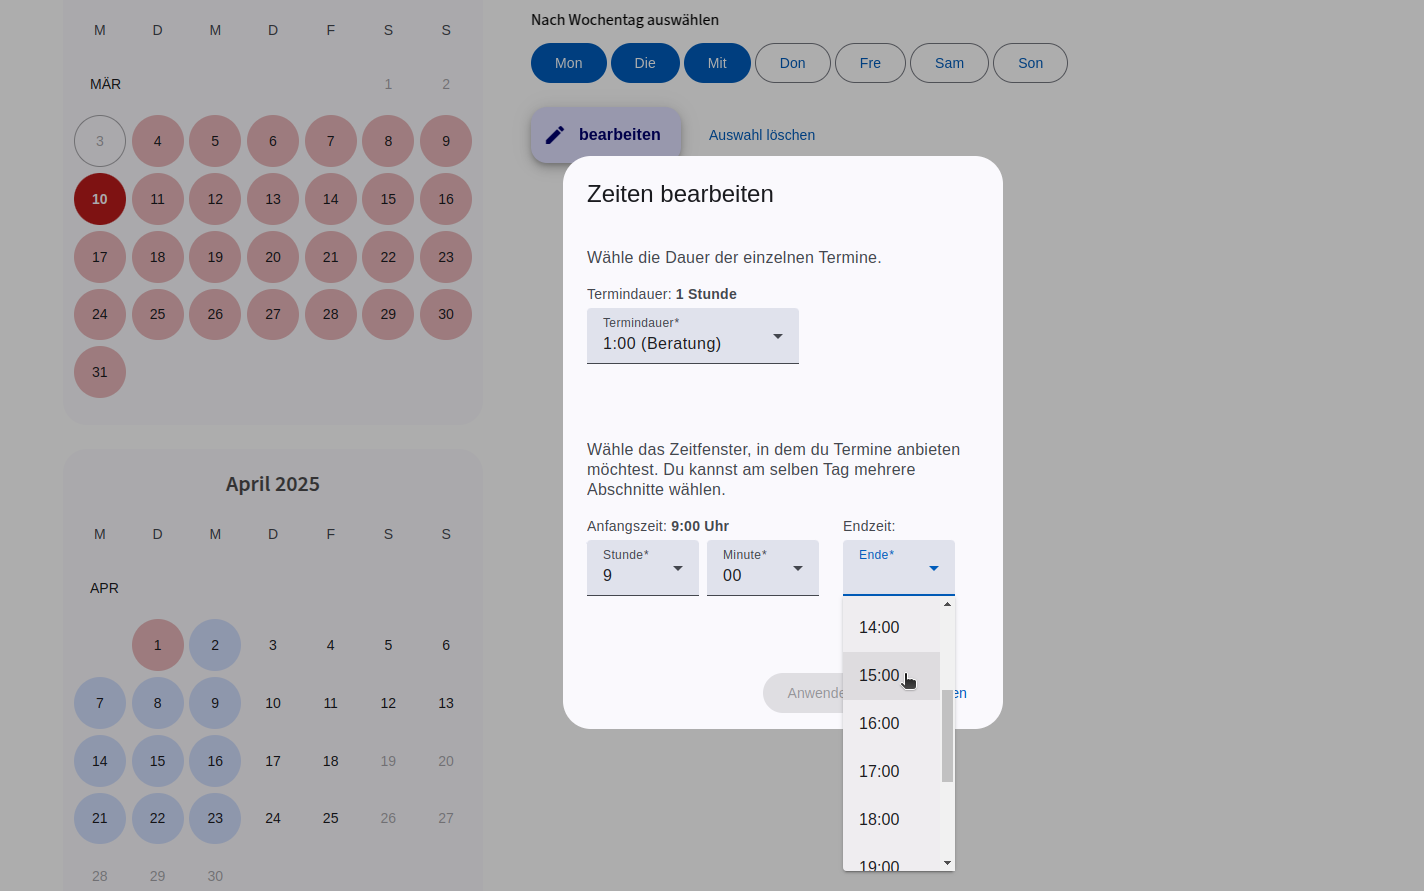 Nach Wochentag auswählen
M D M D F S S
Mon Die Mit Don Fre Sam Son
MÄR 1 2
bearbeiten Auswahl löschen
3 4 5 6 7 8 9
10 11 12 13 14 15 16
17 18 19 20 21 22 23
24 25 26 27 28 29 30
31
Zeiten bearbeiten
Wähle die Dauer der einzelnen Termine.
Termindauer: 1 Stunde
Termindauer*
1:00 (Beratung)
Wähle das Zeitfenster, in dem du Termine anbieten
möchtest. Du kannst am selben Tag mehrere
Abschnitte wählen.
Anfangszeit: 9:00 Uhr Endzeit:
Stunde* Minute* Ende*
9 00
14:00
15:00
16:00
17:00
18:00
19:00
April 2025
M D M D F S S
APR
1 2 3 4 5 6
7 8 9 10 11 12 13
14 15 16 17 18 19 20
21 22 23 24 25 26 27
28 29 30